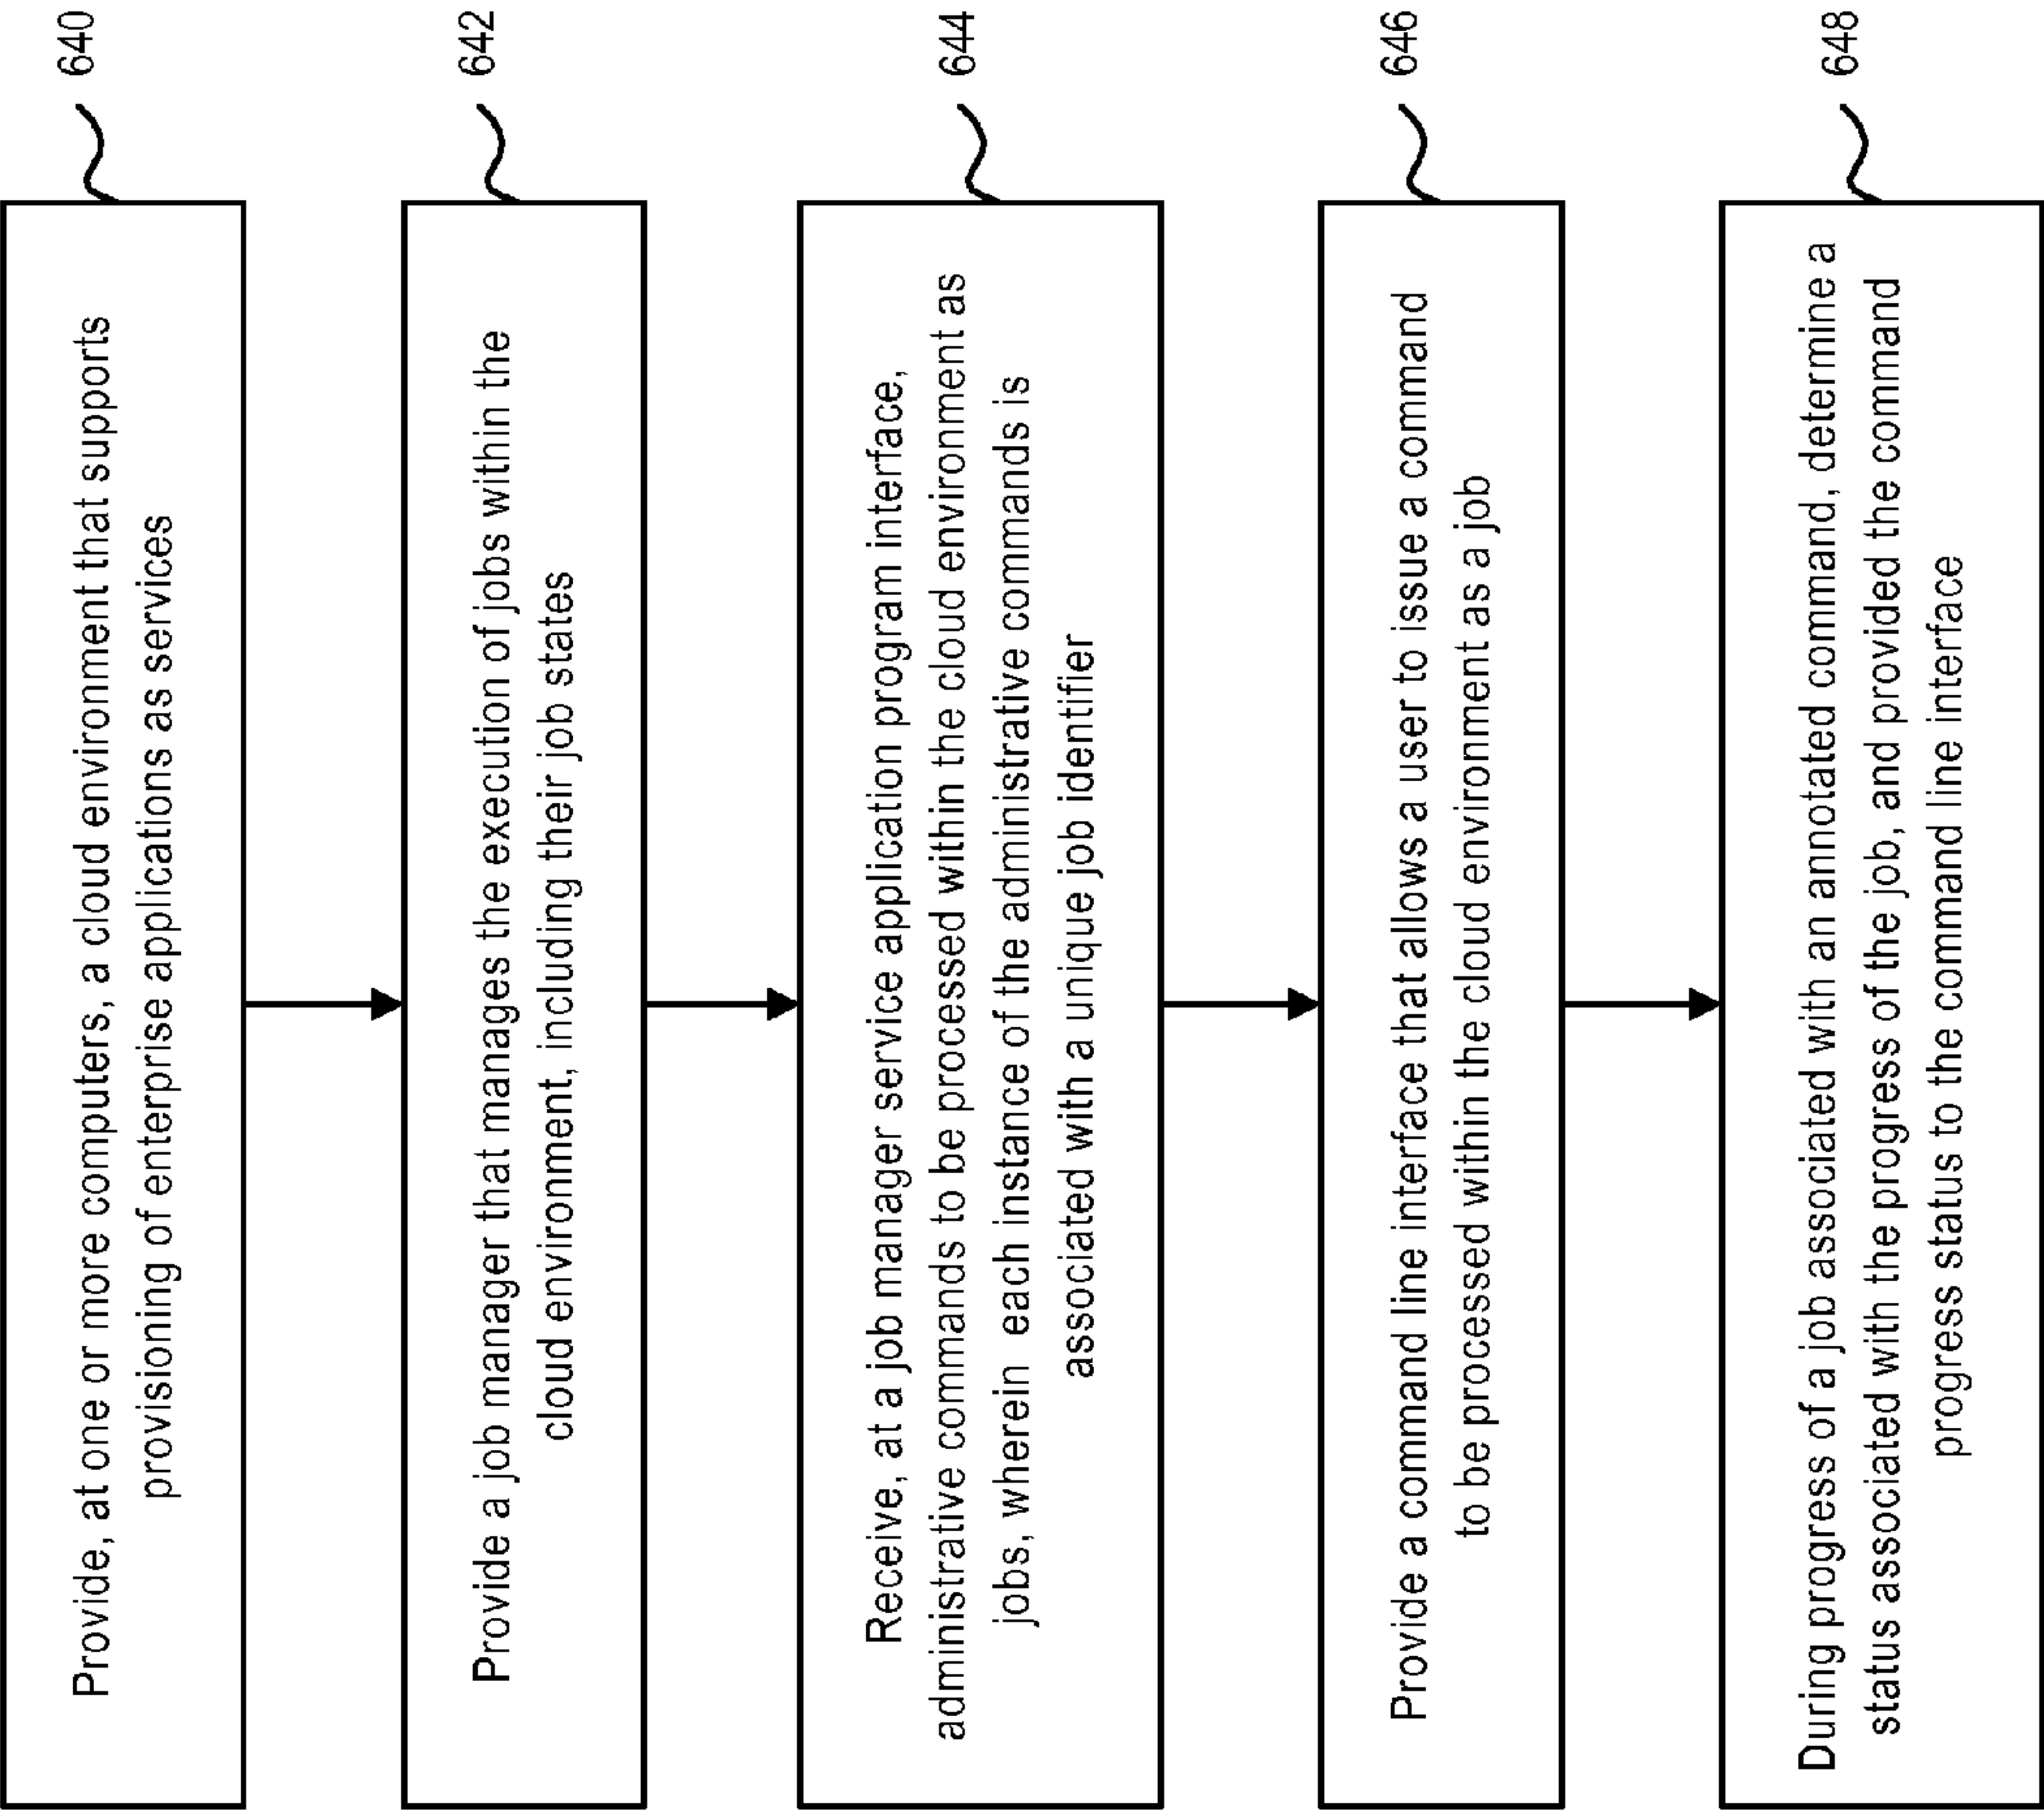 Provide, at one or more computers, a cloud environment that supports
provisioning of enterprise applications as services
640
Provide a job manager that manages the execution of jobs within the
cloud environment, including their job states
642
Receive, at a job manager service application program interface,
administrative commands to be processed within the cloud environment as
jobs, wherein each instance of the administrative commands is
associated with a unique job identifier
644
Provide a command line interface that allows a user to issue a command
to be processed within the cloud environment as a job
646
During progress of a job associated with an annotated command, determine a
status associated with the progress of the job, and provided the command
progress status to the command line interface
648